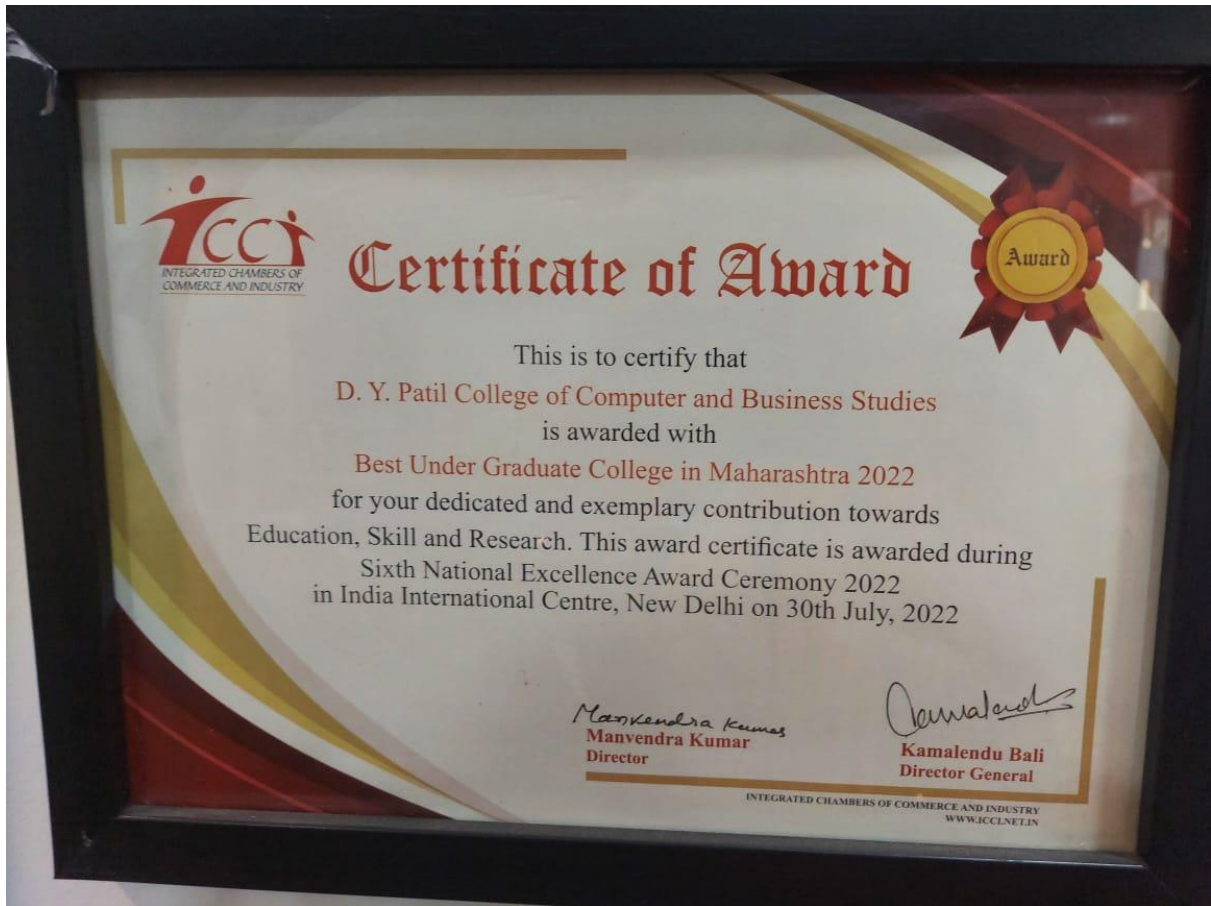 ICCI
INTEGRATED CHAMBERS OF
COMMERCE AND INDUSTRY
Certificate of Award
Award
This is to certify that
D. Y. Patil College of Computer and Business Studies
is awarded with
Best Under Graduate College in Maharashtra 2022
for your dedicated and exemplary contribution towards
Education, Skill and Research. This award certificate is awarded during
Sixth National Excellence Award Ceremony 2022
in India International Centre, New Delhi on 30th July, 2022
Manvendra Kumar
Manvendra Kumar
Director
Kamalendu Bali
Director General
INTEGRATED CHAMBERS OF COMMERCE AND INDUSTRY
WWW.ICCI.NET.IN